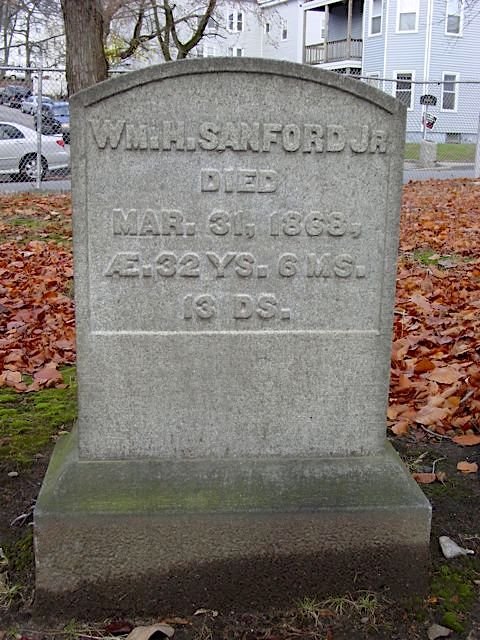 WM. H. SANFORD JR.
DIED
MAR. 31, 1868,
Æ. 32 YS. 6 MS.
13 DS.